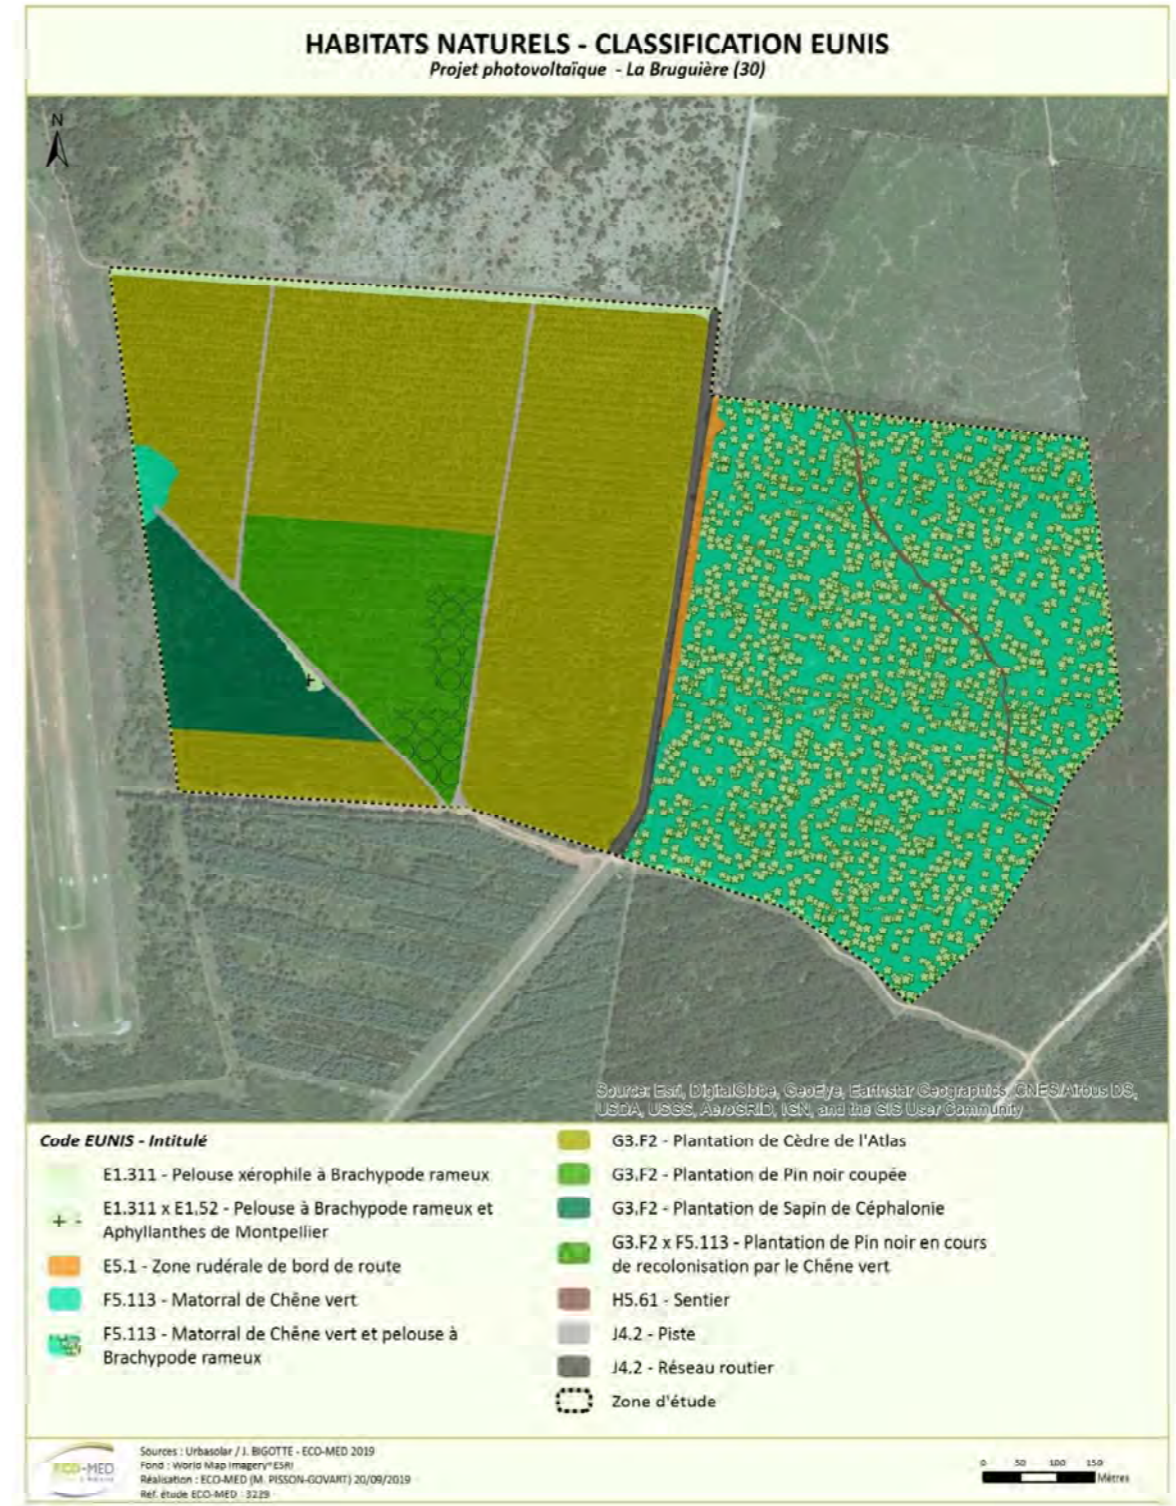 HABITATS NATURELS - CLASSIFICATION EUNIS
Projet photovoltaïque - La Bruguière (30)
N
Source: Esri, DigitalGlobe, GeoEye, Earthstar Geographics, CNES/Airbus DS,
USDA, USGS, AeroGRID, IGN, and the GIS User Community
Code EUNIS - Intitulé
E1.311 - Pelouse xérophile à Brachypode rameux
E1.311 x E1.52 - Pelouse à Brachypode rameux et
Aphyllanthes de Montpellier
E5.1 - Zone rudérale de bord de route
F5.113 - Matorral de Chêne vert
F5.113 - Matorral de Chêne vert et pelouse à
Brachypode rameux
G3.F2 - Plantation de Cèdre de l'Atlas
G3.F2 - Plantation de Pin noir coupée
G3.F2 - Plantation de Sapin de Céphalonie
G3.F2 x F5.113 - Plantation de Pin noir en cours
de recolonisation par le Chêne vert
H5.61 - Sentier
J4.2 - Piste
J4.2 - Réseau routier
Zone d'étude
ECO-MED
Sources : Urbasolar / J. BIGOTTE - ECO-MED 2019
Fond : World Map Imagery® ESRI
Réalisation : ECO-MED (M. PISSON-GOVART) 20/09/2019
Réf. étude ECO-MED : 3229
0 50 100 150
Mètres